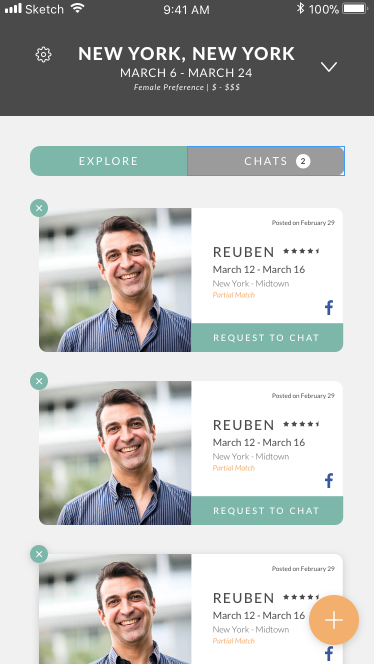 Sketch 9:41 AM 100%
NEW YORK, NEW YORK
MARCH 6 - MARCH 24
Female Preference | $ - $$$
EXPLORE CHATS 2
Posted on February 29
REUBEN
March 12 - March 16
New York - Midtown
Partial Match
REQUEST TO CHAT
Posted on February 29
REUBEN
March 12 - March 16
New York - Midtown
Partial Match
REQUEST TO CHAT
Posted on February 29
REUBEN
March 12 - March 16
New York - Midtown
Partial Match